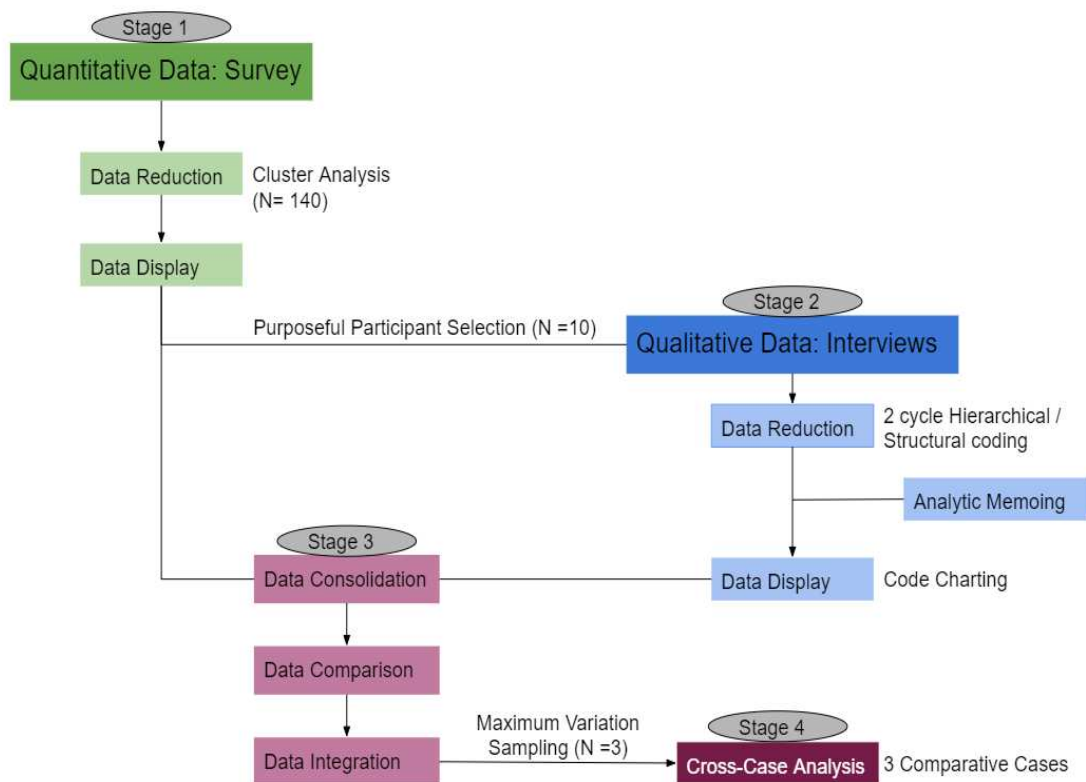 Stage 1
Quantitative Data: Survey
Data Reduction
Cluster Analysis
(N= 140)
Data Display
Purposeful Participant Selection (N =10)
Stage 2
Qualitative Data: Interviews
Data Reduction
2 cycle Hierarchical /
Structural coding
Analytic Memoing
Data Display
Code Charting
Stage 3
Data Consolidation
Data Comparison
Data Integration
Maximum Variation
Sampling (N =3)
Stage 4
Cross-Case Analysis
3 Comparative Cases